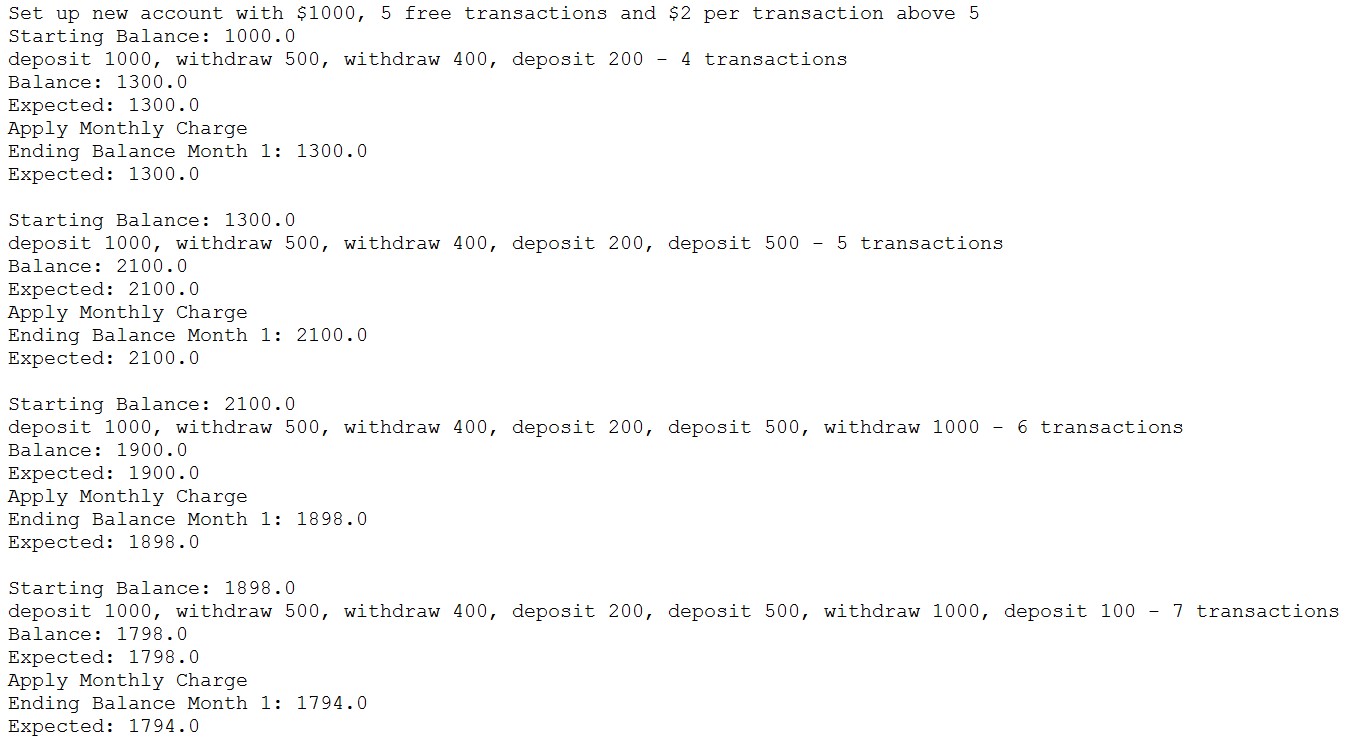 Set up new account with $1000, 5 free transactions and $2 per transaction above 5
Starting Balance: 1000.0
deposit 1000, withdraw 500, withdraw 400, deposit 200 - 4 transactions
Balance: 1300.0
Expected: 1300.0
Apply Monthly Charge
Ending Balance Month 1: 1300.0
Expected: 1300.0

Starting Balance: 1300.0
deposit 1000, withdraw 500, withdraw 400, deposit 200, deposit 500 - 5 transactions
Balance: 2100.0
Expected: 2100.0
Apply Monthly Charge
Ending Balance Month 1: 2100.0
Expected: 2100.0

Starting Balance: 2100.0
deposit 1000, withdraw 500, withdraw 400, deposit 200, deposit 500, withdraw 1000 - 6 transactions
Balance: 1900.0
Expected: 1900.0
Apply Monthly Charge
Ending Balance Month 1: 1898.0
Expected: 1898.0

Starting Balance: 1898.0
deposit 1000, withdraw 500, withdraw 400, deposit 200, deposit 500, withdraw 1000, deposit 100 - 7 transactions
Balance: 1798.0
Expected: 1798.0
Apply Monthly Charge
Ending Balance Month 1: 1794.0
Expected: 1794.0